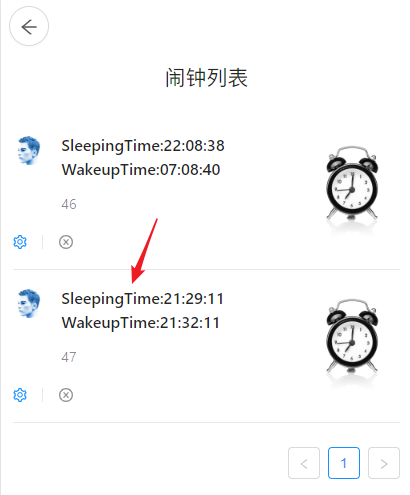 闹钟列表
SleepingTime:22:08:38
WakeupTime:07:08:40
46
SleepingTime:21:29:11
WakeupTime:21:32:11
47
1